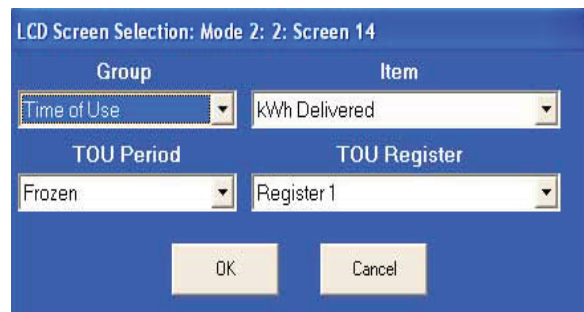 LCD Screen Selection: Mode 2: 2: Screen 14
Group Item
Time of Use kWh Delivered
TOU Period TOU Register
Frozen Register 1
OK Cancel